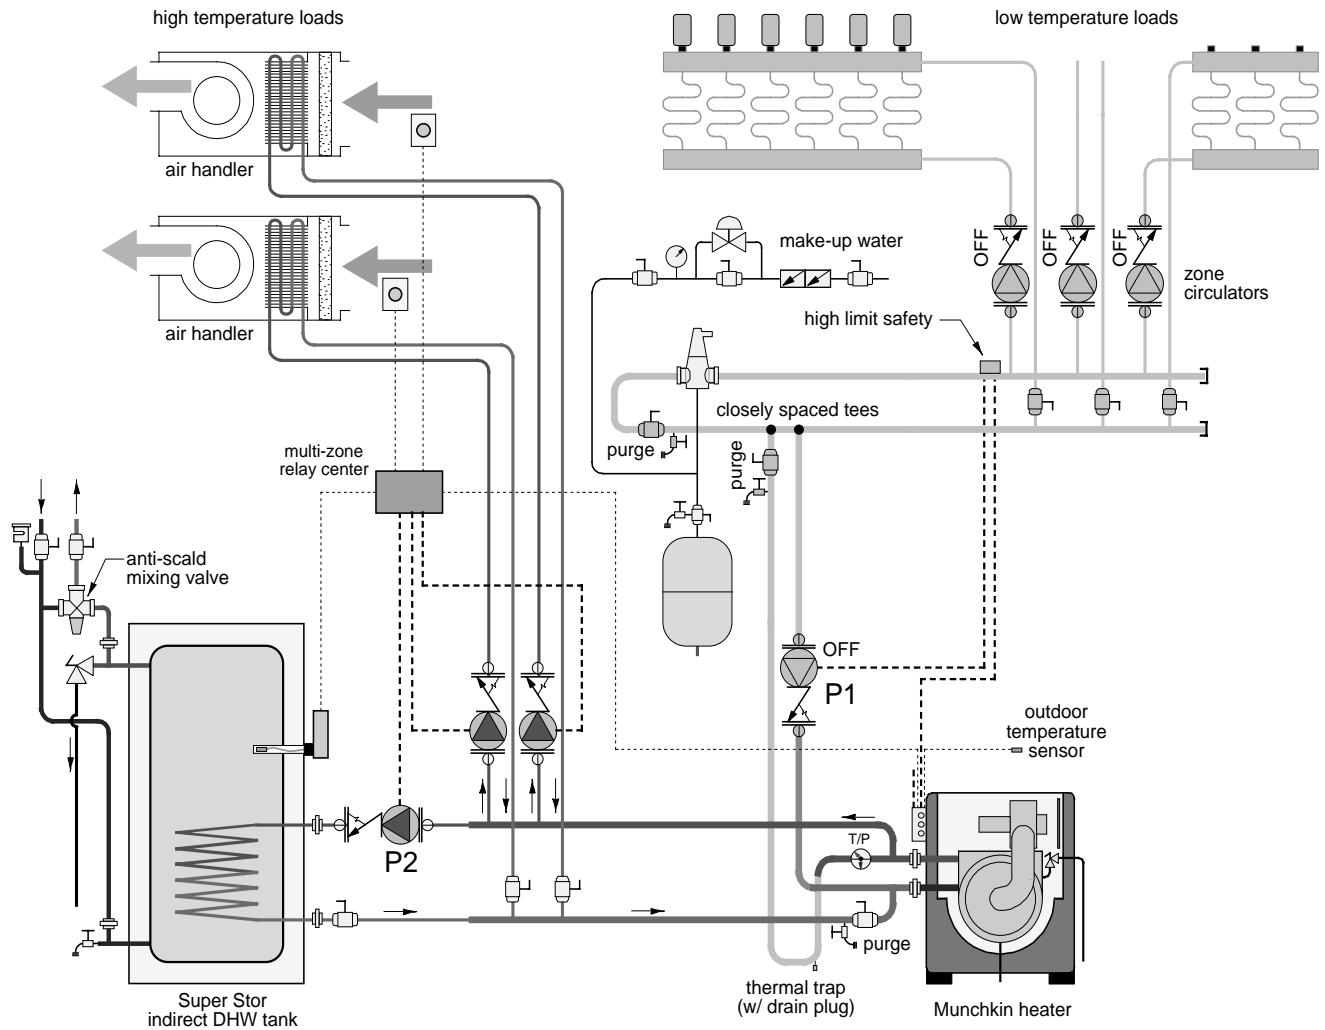 high temperature loads
low temperature loads
air handler
make-up water
OFF
OFF
OFF
zone
circulators
high limit safety
air handler
closely spaced tees
purge
purge
multi-zone
relay center
anti-scald
mixing valve
OFF
P1
outdoor
temperature
sensor
T/P
P2
purge
thermal trap
(w/ drain plug)
Super Stor
indirect DHW tank
Munchkin heater